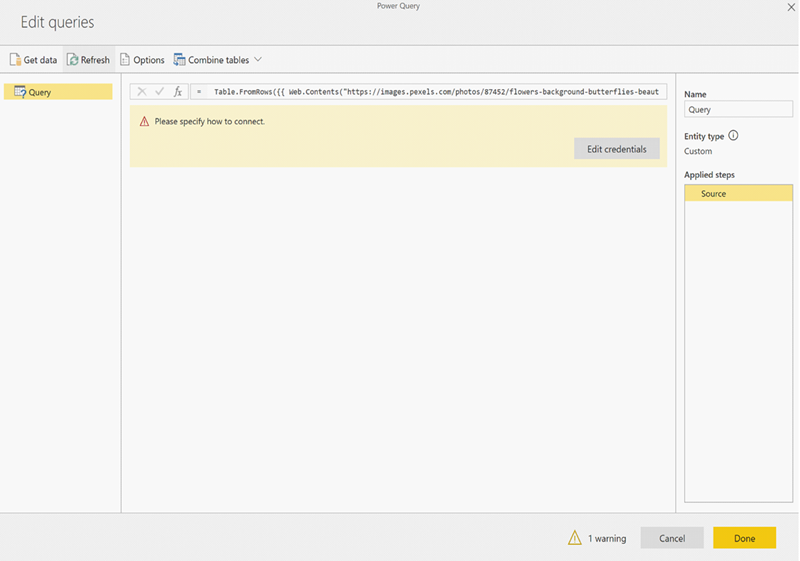 Power Query
Edit queries
Get data Refresh Options Combine tables
Query
fx = Table.FromRows({{ Web.Contents("https://images.pexels.com/photos/87452/flowers-background-butterflies-beaut
Please specify how to connect.
Edit credentials
Name
Query
Entity type
Custom
Applied steps
Source
1 warning Cancel Done